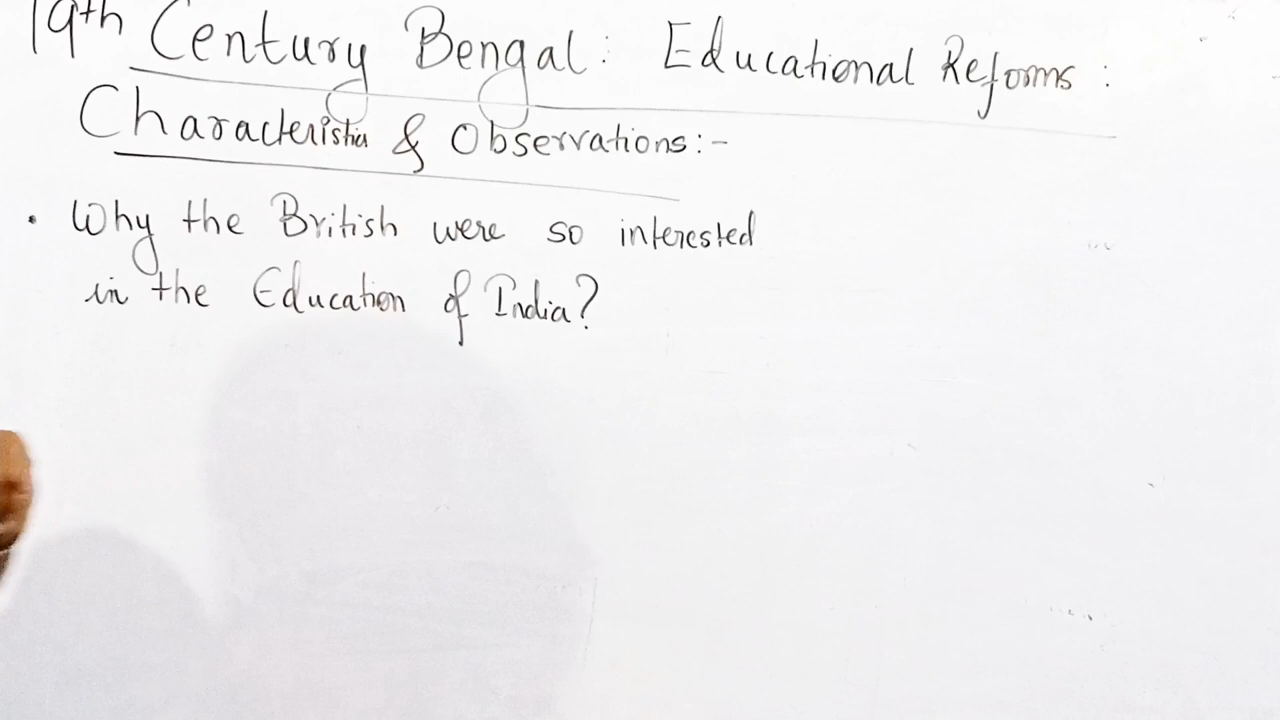 19th Century Bengal: Educational Reforms:
Characteristics & Observations:-
• Why the British were so interested
in the Education of India?